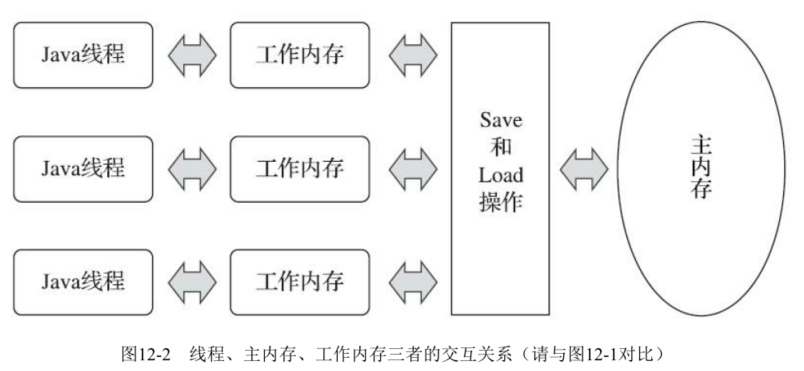 Java线程
工作内存
Java线程
工作内存
Java线程
工作内存
Save
和
Load
操作
主
内
存
图12-2 线程、主内存、工作内存三者的交互关系（请与图12-1对比）